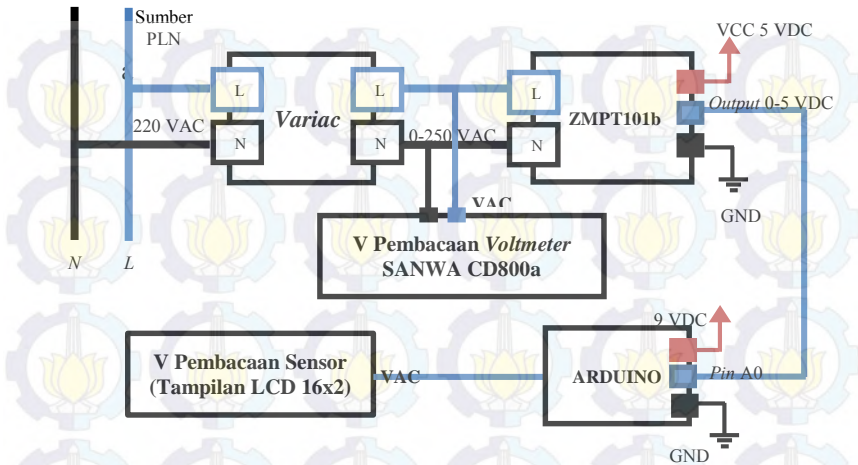 Sumber
PLN
VCC 5 VDC
L
L
L
Variac
ZMPT101b
Output 0-5 VDC
220 VAC
N
N
0-250 VAC
N
VAC
GND
V Pembacaan Voltmeter
SANWA CD800a
N
L
9 VDC
V Pembacaan Sensor
(Tampilan LCD 16x2)
VAC
ARDUINO
Pin A0
GND